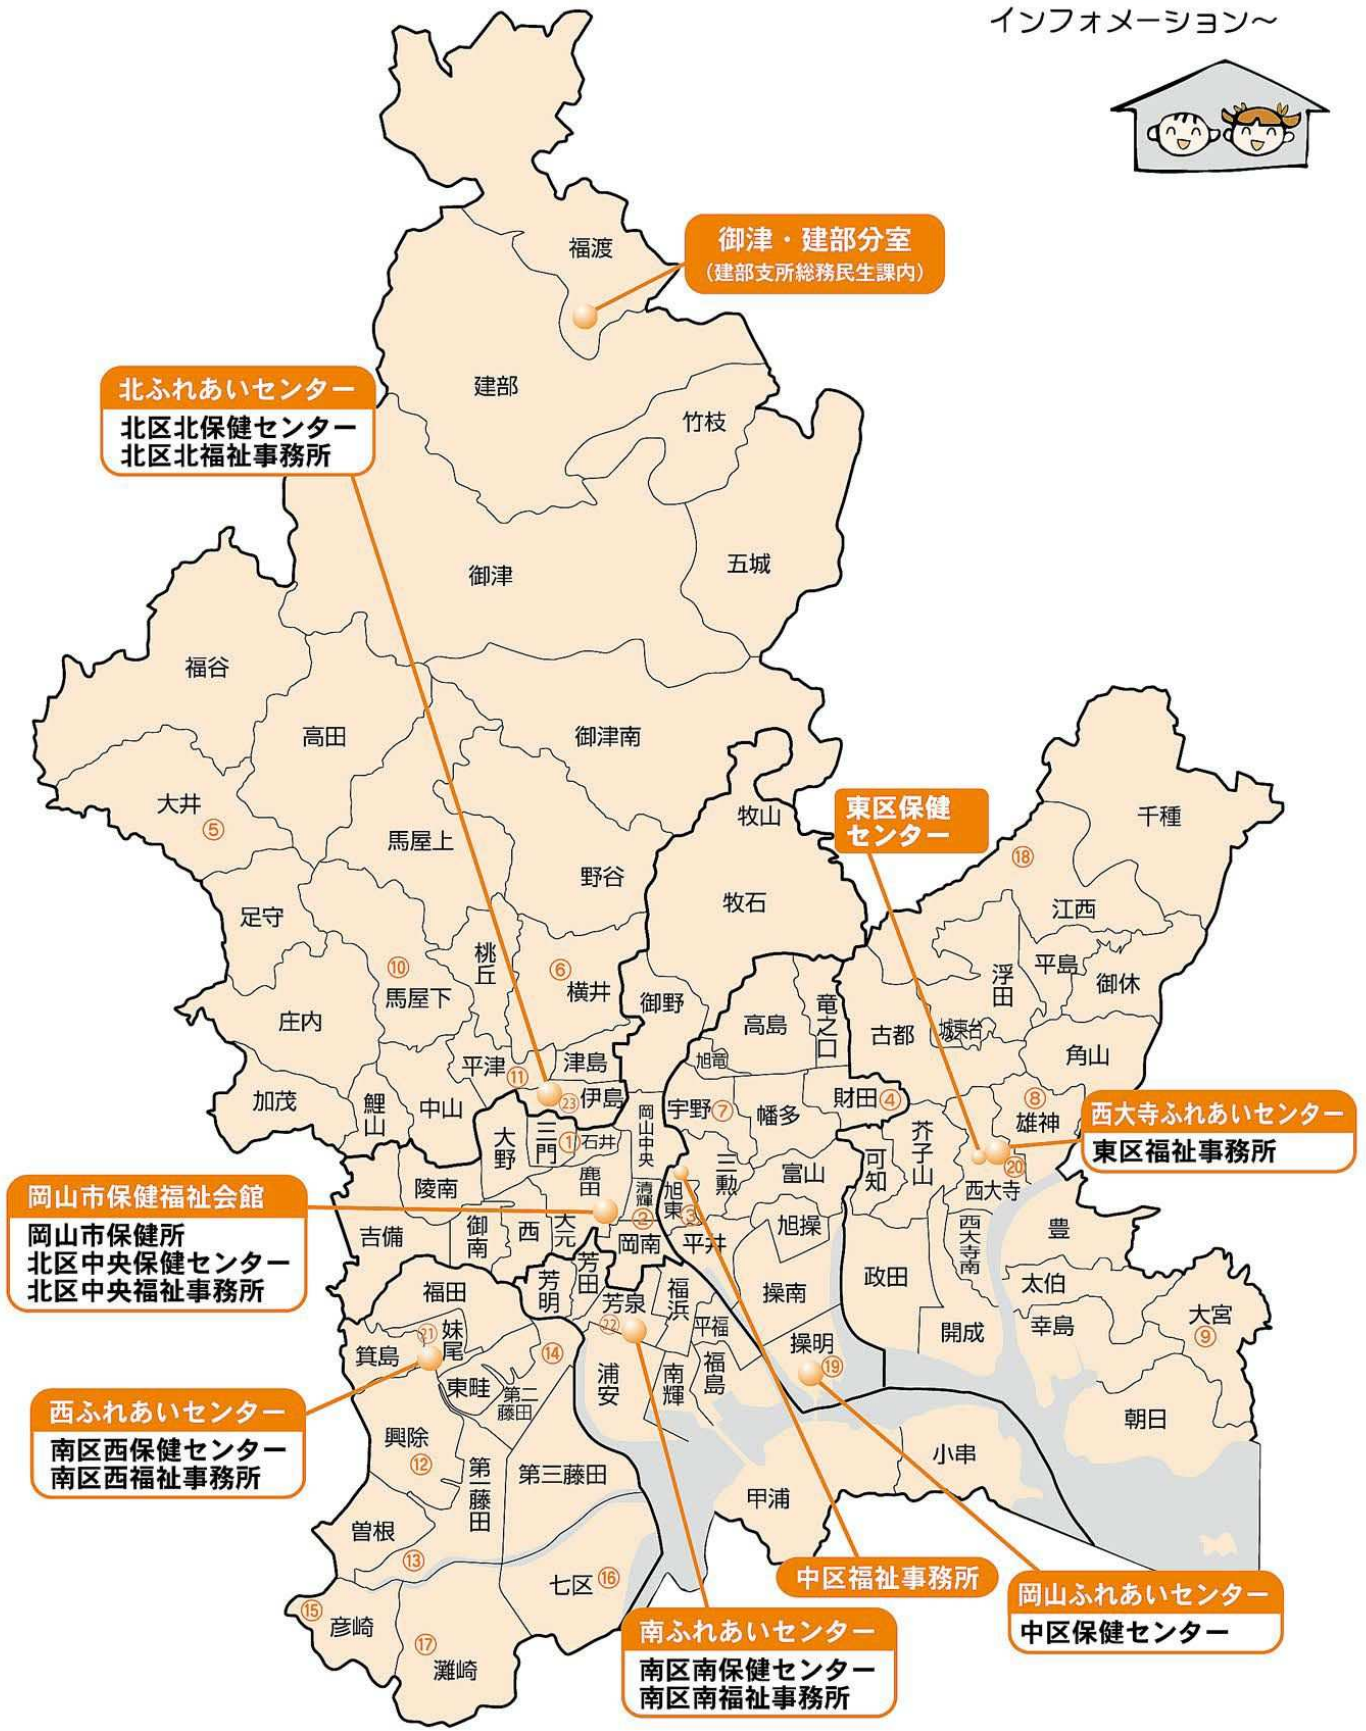 インフォメーション～
福渡
御津・建部分室
（建部支所総務民生課内）
建部
北ふれあいセンター
北区北保健センター
北区北福祉事務所
竹枝
五城
御津
福谷
高田
御津南
大井
⑤
馬屋上
野谷
牧山
牧石
東区保健
センター
千種
⑱
江西
足守
⑩
馬屋下
桃丘
⑥
横井
御野
高島
竜之口
古都
浮田
平島
御休
城東台
角山
庄内
平津
⑪
津島
旭竜
加茂
鯉山
中山
㉓
伊島
岡山中央
宇野
⑦
幡多
財田
④
⑧
雄神
西大寺ふれあいセンター
東区福祉事務所
大野
三門
①
石井
三勲
富山
可知
芥子山
⑳
西大寺
岡山市保健福祉会館
岡山市保健所
北区中央保健センター
北区中央福祉事務所
陵南
鹿田
清輝
②
旭東
③
吉備
御南
西
大元
岡南
平井
旭操
西大寺南
豊
政田
太伯
福田
芳明
芳田
芳泉
㉒
福浜
平福
操南
開成
幸島
大宮
⑨
㉑
妹尾
箕島
⑭
操明
⑲
東畦
第二藤田
浦安
南輝
福島
西ふれあいセンター
南区西保健センター
南区西福祉事務所
興除
⑫
第一藤田
第三藤田
朝日
小串
甲浦
曽根
⑬
七区
⑯
中区福祉事務所
岡山ふれあいセンター
中区保健センター
⑮
彦崎
⑰
灘崎
南ふれあいセンター
南区南保健センター
南区南福祉事務所